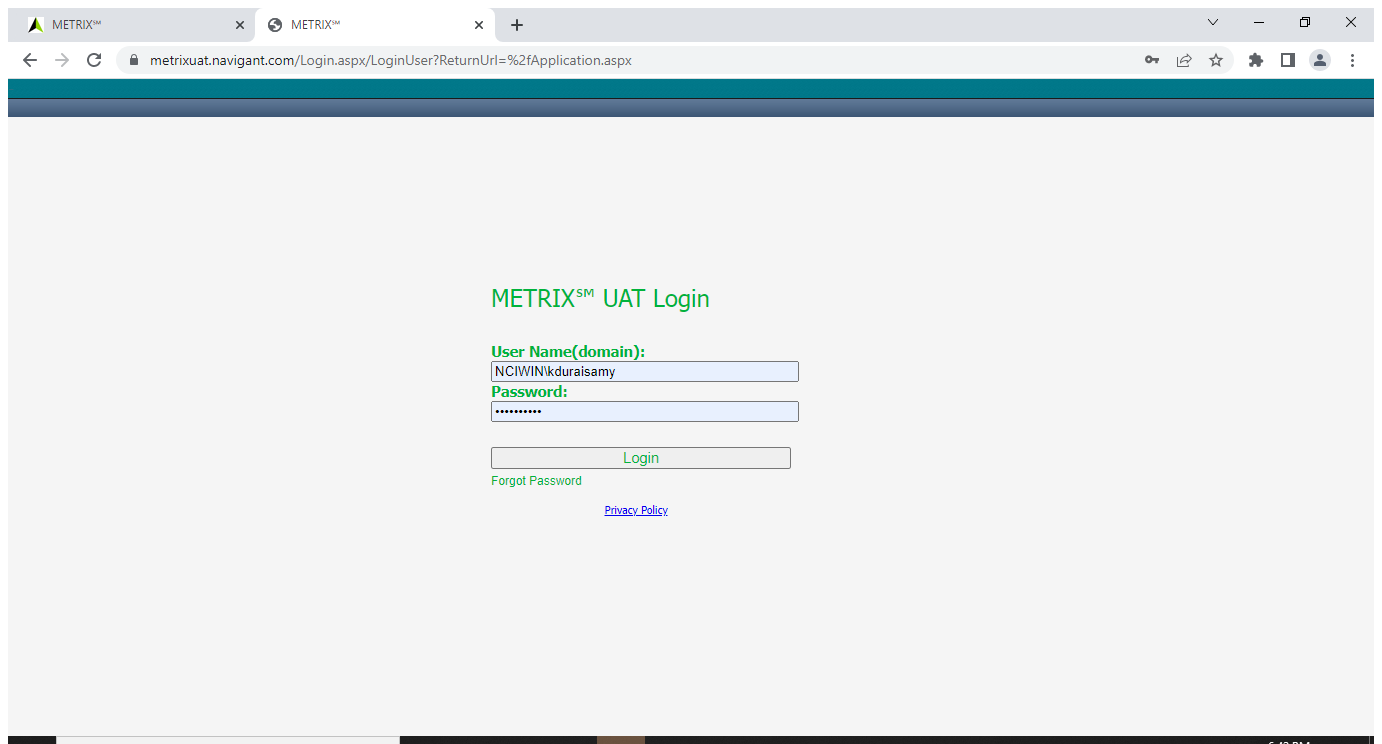 METRIX℠
METRIX℠
metrixuat.navigant.com/Login.aspx/LoginUser?ReturnUrl=%2fApplication.aspx
METRIX℠ UAT Login
User Name(domain):
NCIWIN\kduraisamy
Password:
••••••••••
Login
Forgot Password
Privacy Policy